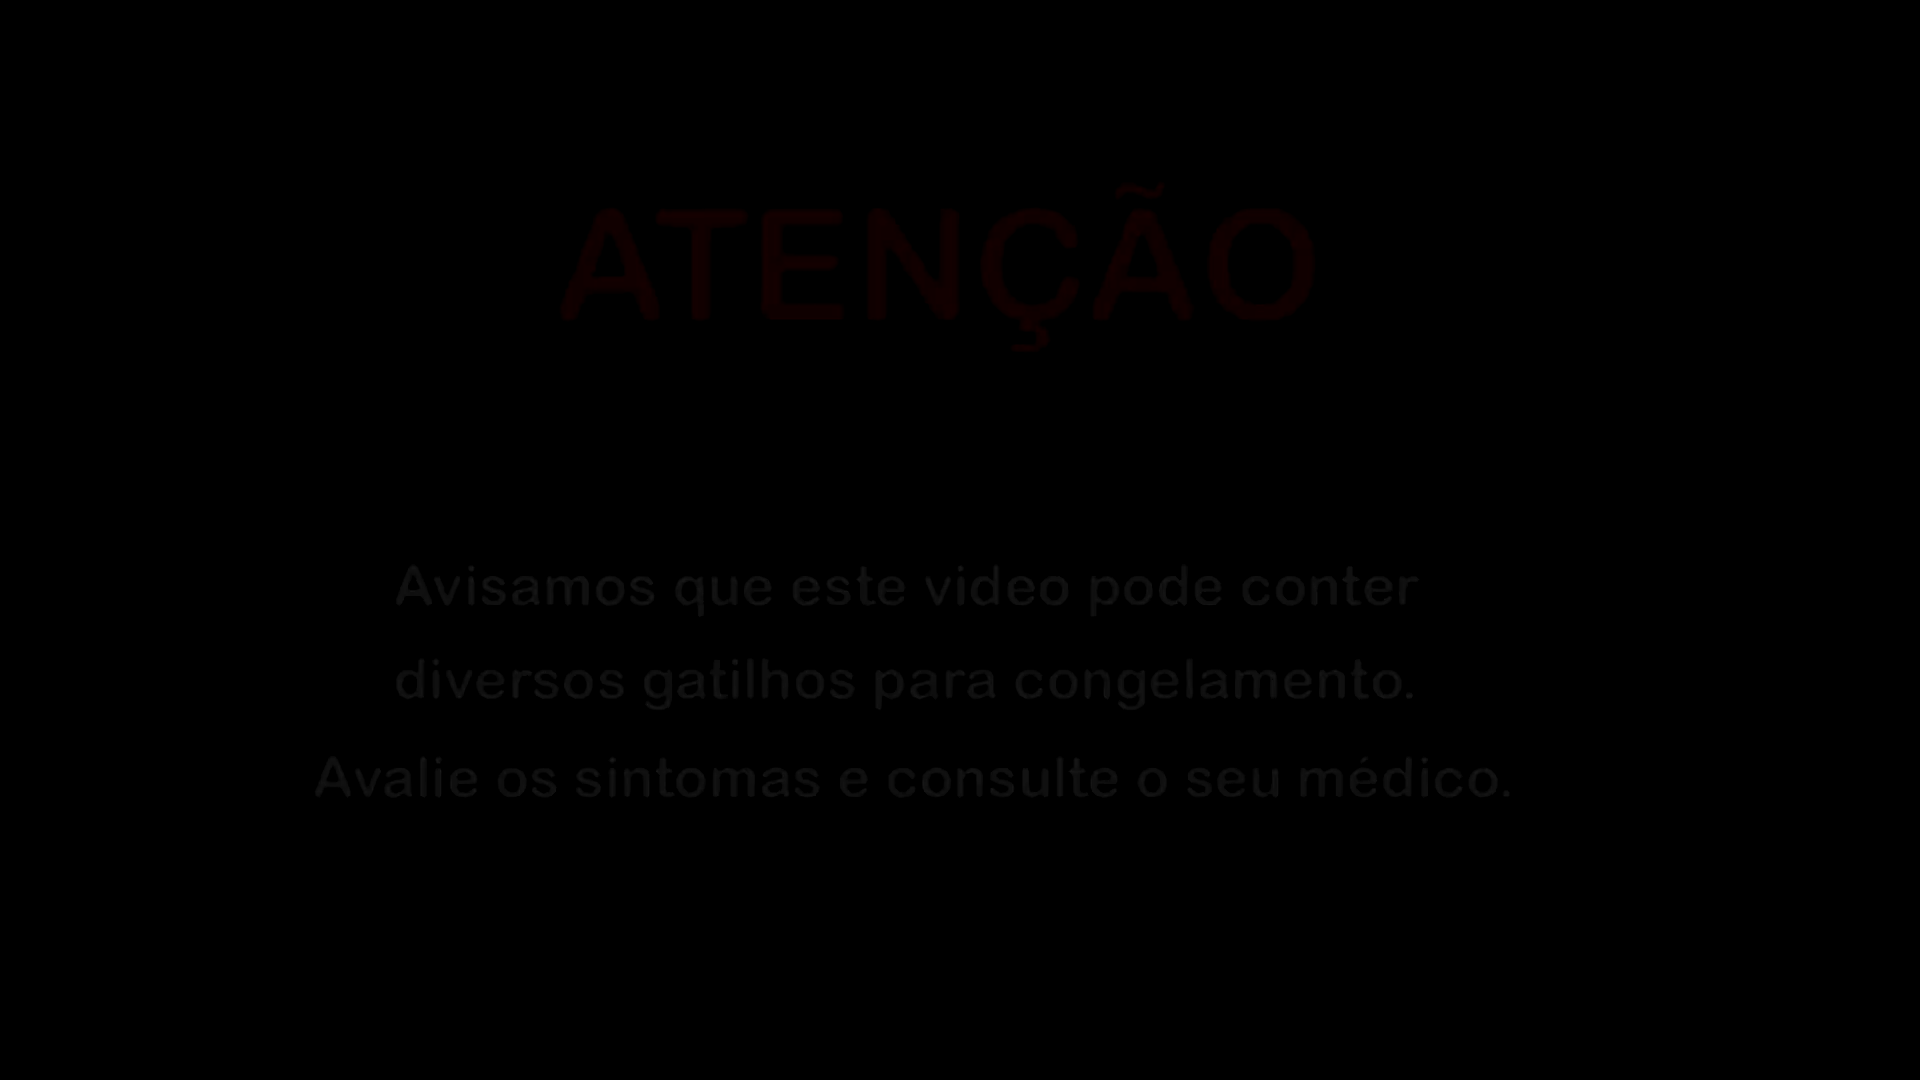 ATENÇÃO
Avisamos que este video pode conter
diversos gatilhos para congelamento.
Avalie os sintomas e consulte o seu médico.